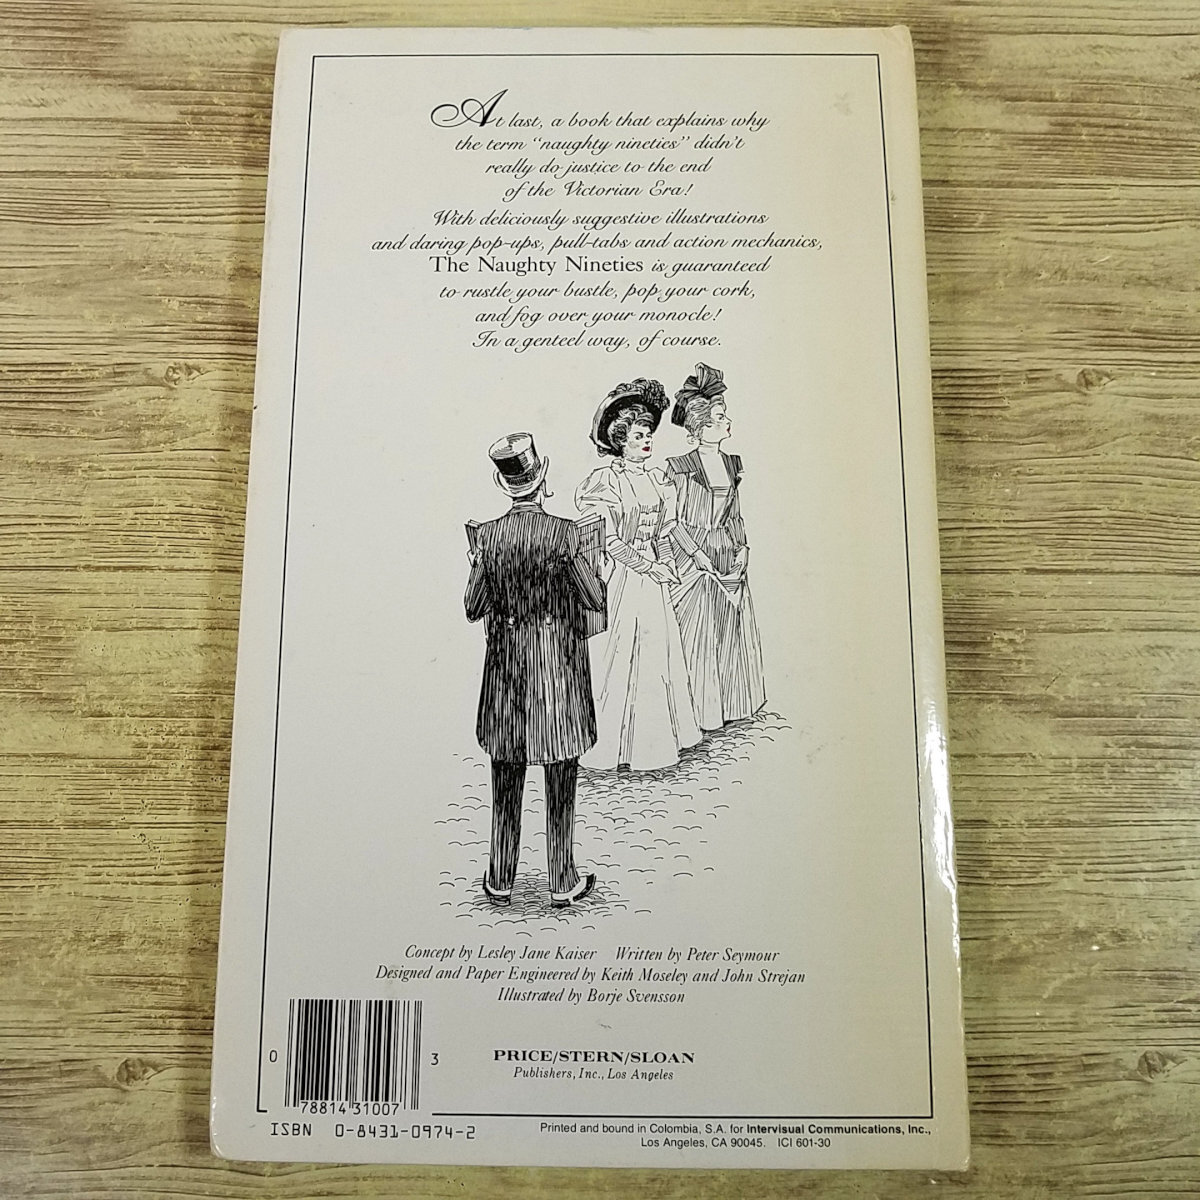 At last, a book that explains why
the term "naughty nineties" didn't
really do justice to the end
of the Victorian Era!
With deliciously suggestive illustrations
and daring pop-ups, pull-tabs and action mechanics,
The Naughty Nineties is guaranteed
to rustle your bustle, pop your cork,
and fog over your monocle!
In a genteel way, of course.
Concept by Lesley Jane Kaiser Written by Peter Seymour
Designed and Paper Engineered by Keith Moseley and John Strejan
Illustrated by Borje Svensson
PRICE/STERN/SLOAN
Publishers, Inc., Los Angeles
0 78814 31007 3
ISBN 0-8431-0974-2
Printed and bound in Colombia, S.A. for Intervisual Communications, Inc.,
Los Angeles, CA 90045. ICI 601-30